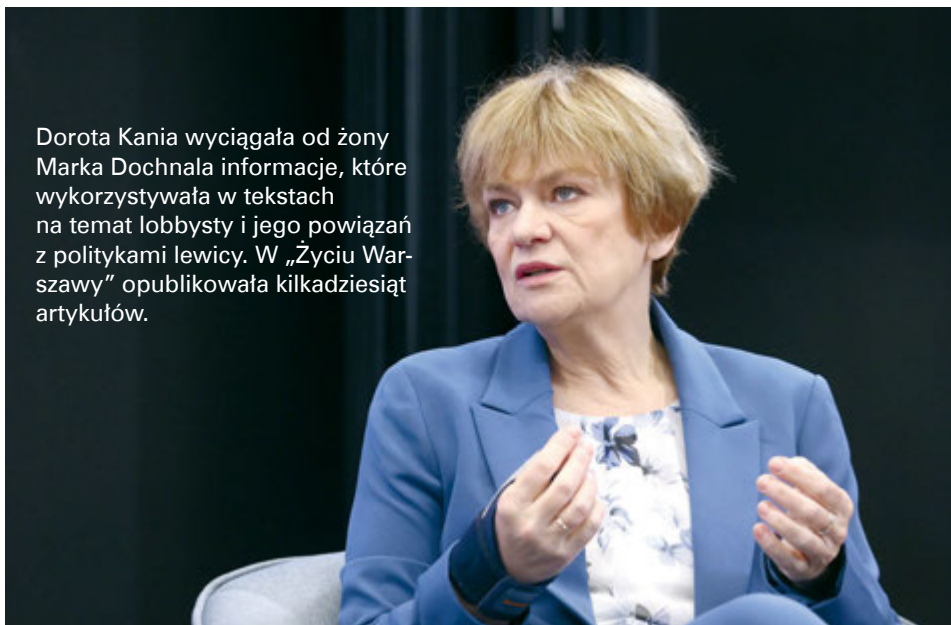 Dorota Kania wyciągała od żony
Marka Dochnala informacje, które
wykorzystywała w tekstach
na temat lobbysty i jego powiązań
z politykami lewicy. W „Życiu War-
szawy” opublikowała kilkadziesiąt
artykułów.